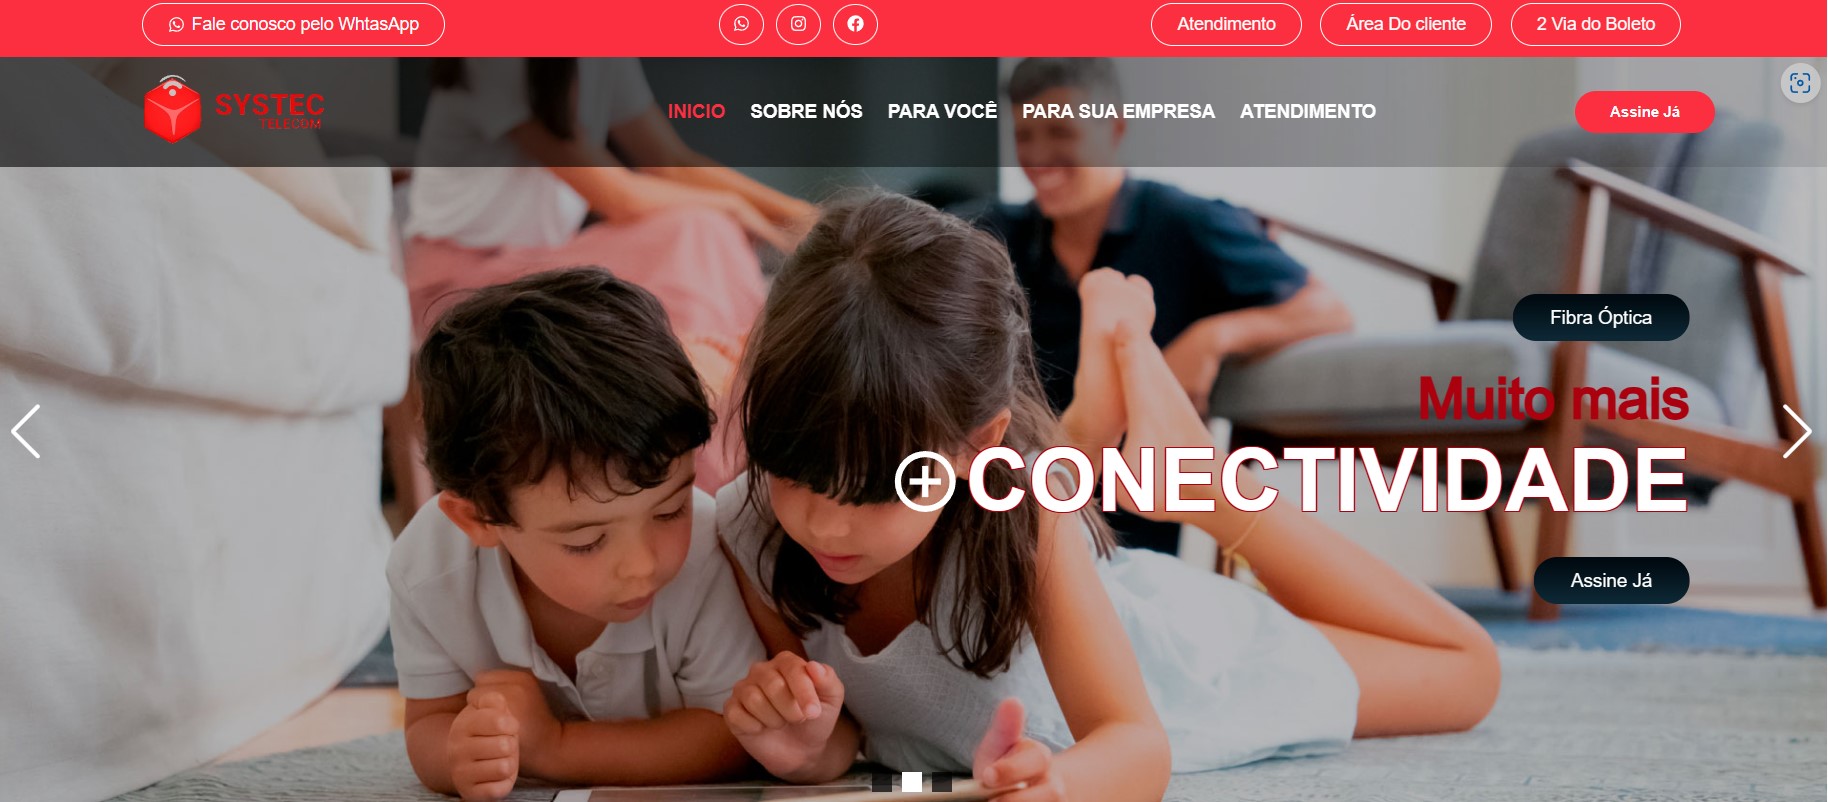 Fale conosco pelo WhtasApp
Atendimento
Área Do cliente
2 Via do Boleto
SYSTEC
TELECOM
INICIO
SOBRE NÓS
PARA VOCÊ
PARA SUA EMPRESA
ATENDIMENTO
Assine Já
Fibra Óptica
Muito mais
CONECTIVIDADE
Assine Já